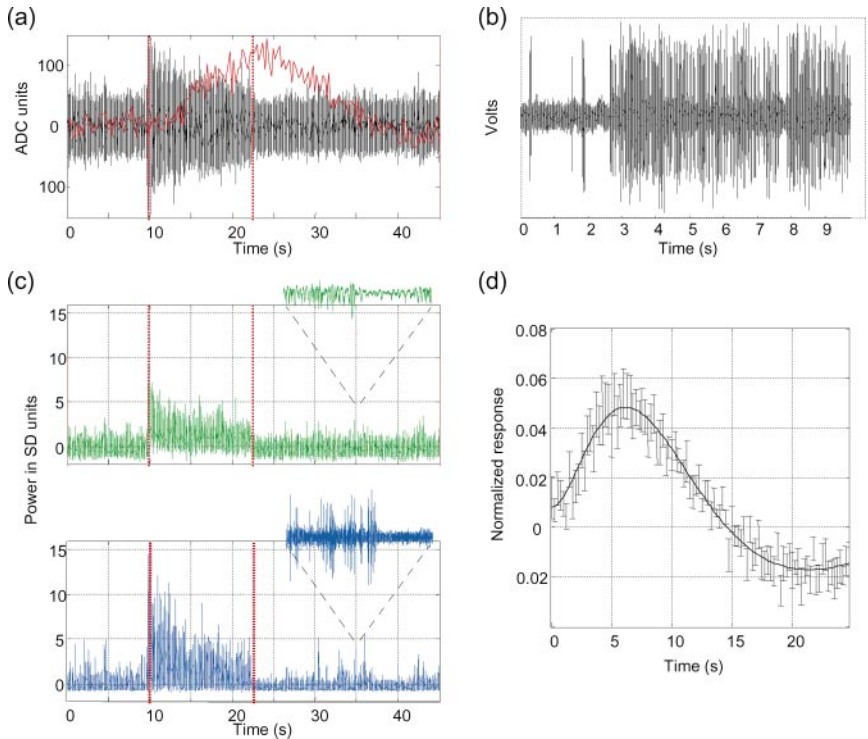 (a)
100
0
100
ADC units
0 10 20 30 40
Time (s)
(b)
Volts
0 1 2 3 4 5 6 7 8 9
Time (s)
(c)
15
10
5
0
Power in SD units
15
10
5
0
0 10 20 30 40
Time (s)
(d)
0.08
0.06
0.04
0.02
0
0.02
Normalized response
0 5 10 15 20
Time (s)